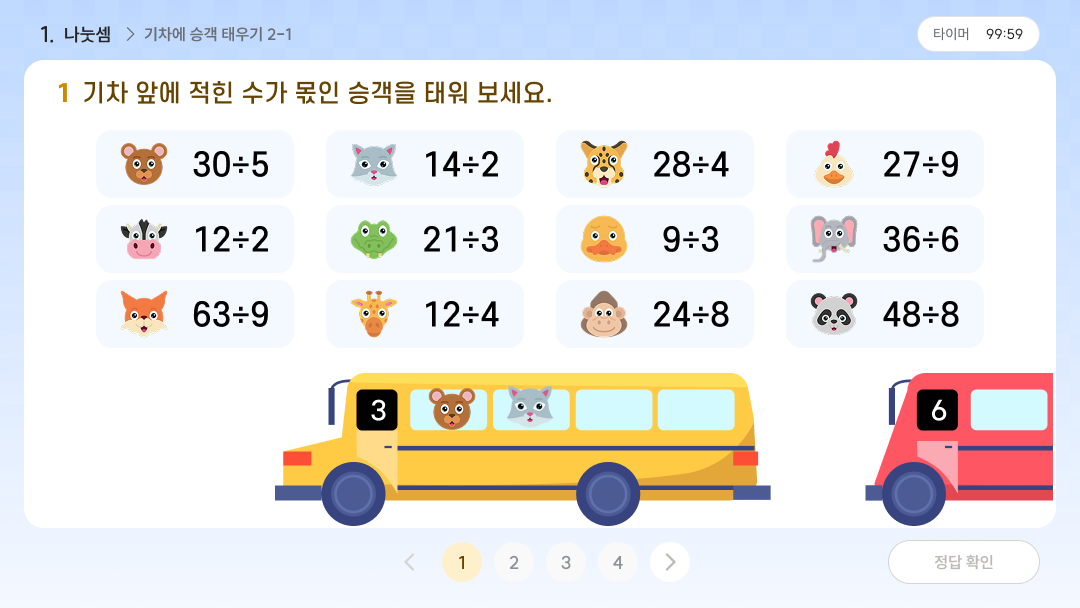 1. 나눗셈 > 기차에 승객 태우기 2-1
타이머 99:59
1 기차 앞에 적힌 수가 몫인 승객을 태워 보세요.
30÷5 14÷2 28÷4 27÷9
12÷2 21÷3 9÷3 36÷6
63÷9 12÷4 24÷8 48÷8
3 6
< 1 2 3 4 >
정답 확인